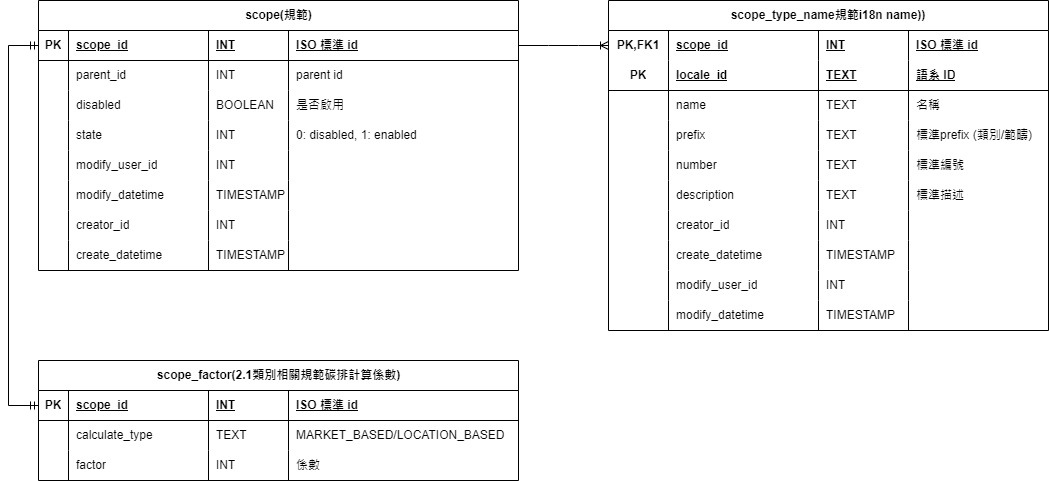 scope(規範)
PK scope_id INT ISO 標準 id
parent_id INT parent id
disabled BOOLEAN 是否啟用
state INT 0: disabled, 1: enabled
modify_user_id INT
modify_datetime TIMESTAMP
creator_id INT
create_datetime TIMESTAMP
scope_type_name規範i18n name))
PK,FK1 scope_id INT ISO 標準 id
PK locale_id TEXT 語系 ID
name TEXT 名稱
prefix TEXT 標準prefix (類別/範疇)
number TEXT 標準編號
description TEXT 標準描述
creator_id INT
create_datetime TIMESTAMP
modify_user_id INT
modify_datetime TIMESTAMP
scope_factor(2.1類別相關規範碳排計算係數)
PK scope_id INT ISO 標準 id
calculate_type TEXT MARKET_BASED/LOCATION_BASED
factor INT 係數